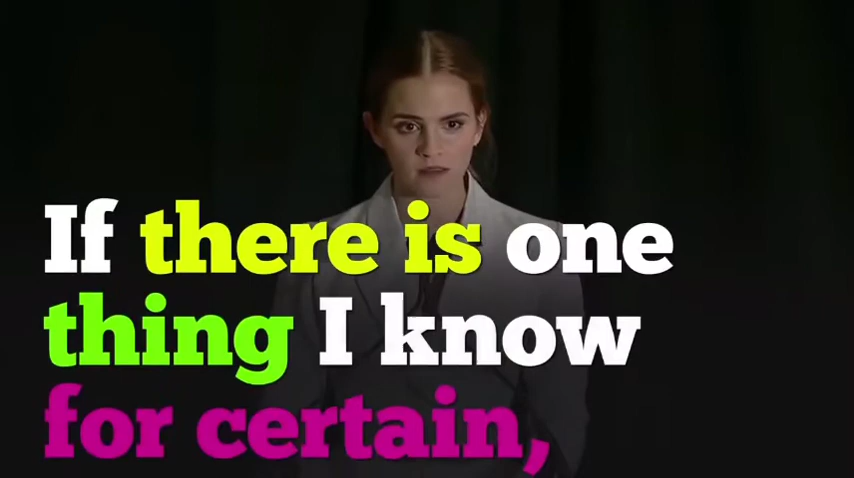 If there is one
thing I know
for certain,